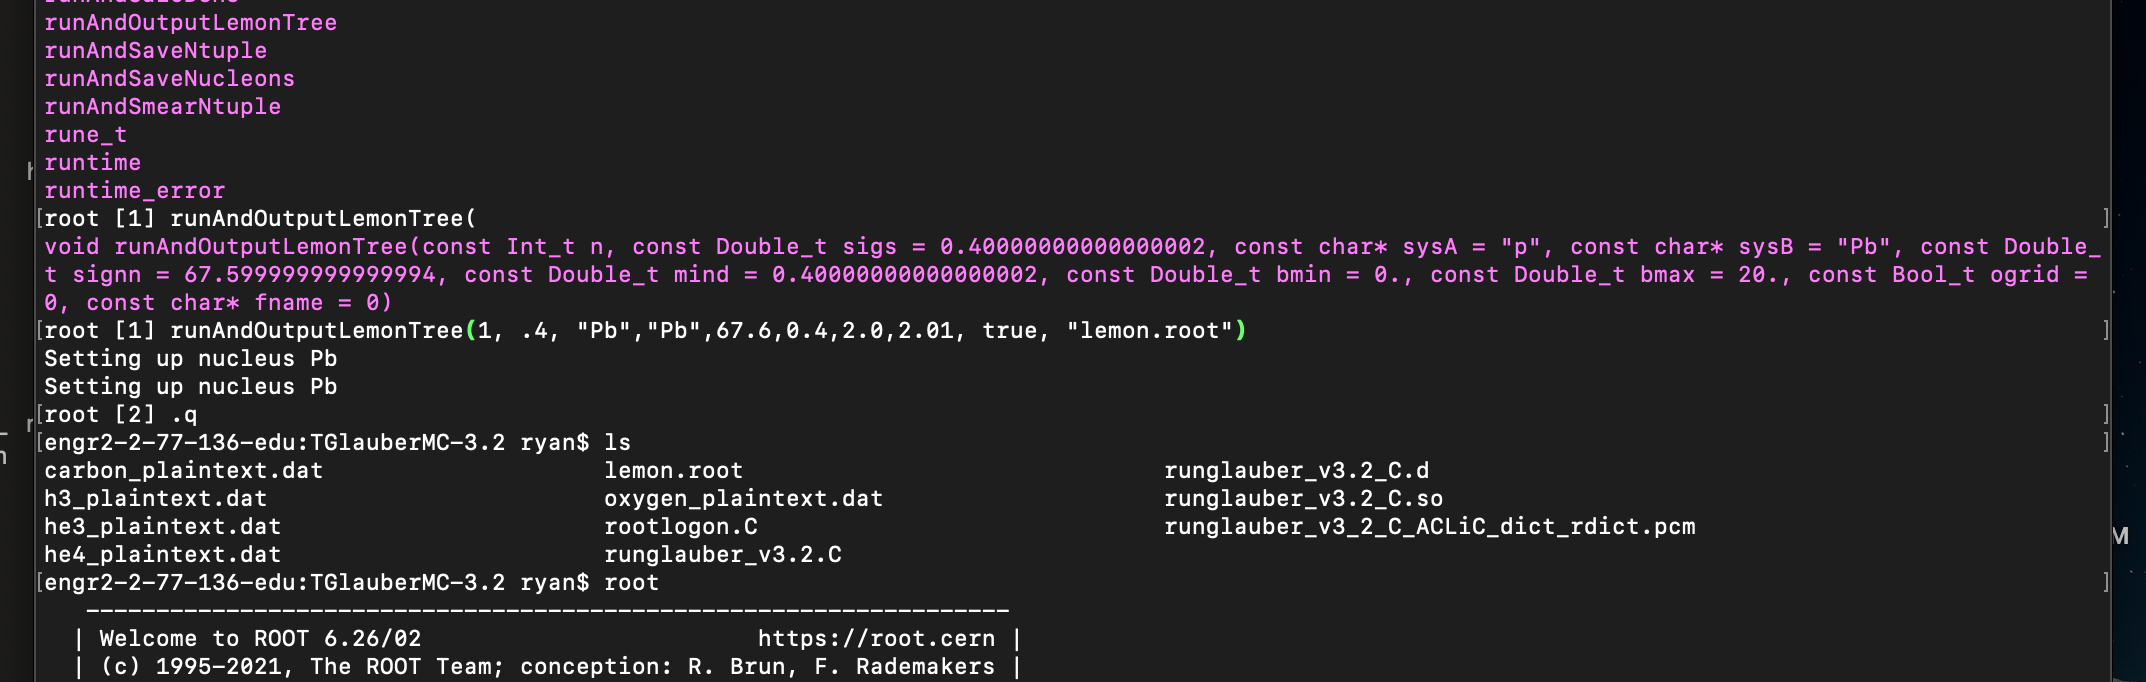 runAndOutputLemonTree
runAndSaveNtuple
runAndSaveNucleons
runAndSmearNtuple
rune_t
runtime
runtime_error
[root [1] runAndOutputLemonTree( ]
void runAndOutputLemonTree(const Int_t n, const Double_t sigs = 0.40000000000000002, const char* sysA = "p", const char* sysB = "Pb", const Double_
t signn = 67.599999999999994, const Double_t mind = 0.40000000000000002, const Double_t bmin = 0., const Double_t bmax = 20., const Bool_t ogrid =
0, const char* fname = 0)
[root [1] runAndOutputLemonTree(1, .4, "Pb","Pb",67.6,0.4,2.0,2.01, true, "lemon.root") ]
Setting up nucleus Pb
Setting up nucleus Pb
[root [2] .q ]
[engr2-2-77-136-edu:TGlauberMC-3.2 ryan$ ls ]
carbon_plaintext.dat lemon.root runglauber_v3.2_C.d
h3_plaintext.dat oxygen_plaintext.dat runglauber_v3.2_C.so
he3_plaintext.dat rootlogon.C runglauber_v3_2_C_ACLiC_dict_rdict.pcm
he4_plaintext.dat runglauber_v3.2.C
[engr2-2-77-136-edu:TGlauberMC-3.2 ryan$ root ]
------------------------------------------------------------------
| Welcome to ROOT 6.26/02 https://root.cern |
| (c) 1995-2021, The ROOT Team; conception: R. Brun, F. Rademakers |